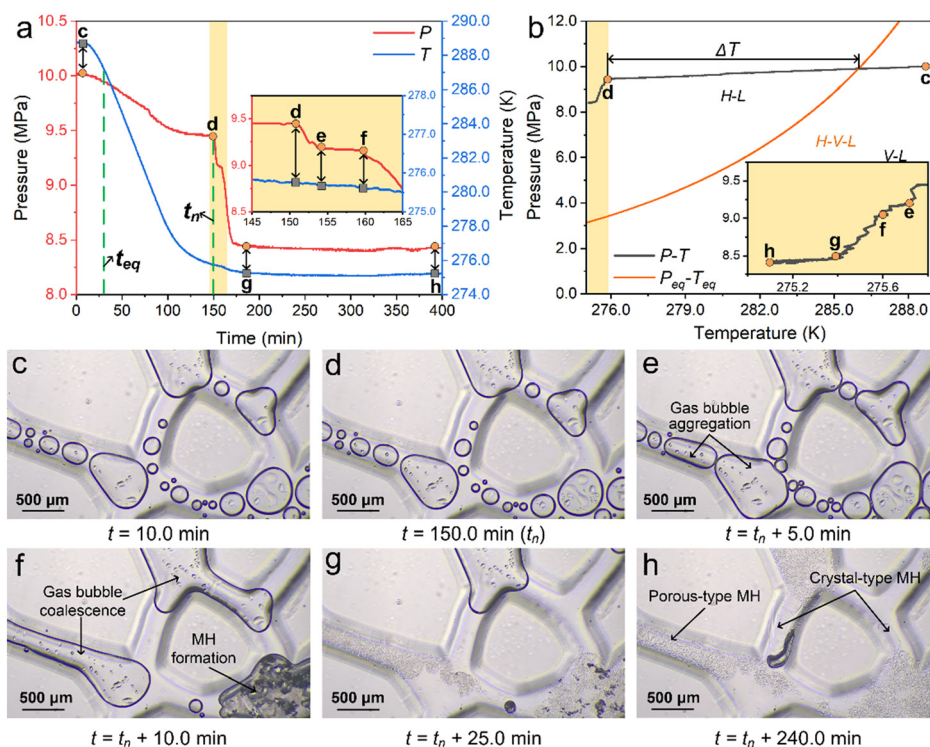 a
b
10.5
10.0
9.5
9.0
8.5
8.0
Pressure (MPa)
290.0
288.0
286.0
284.0
282.0
280.0
278.0
276.0
274.0
Temperature (K)
0
50
100
150
200
250
300
350
400
Time (min)
P
T
c
d
g
h
t_eq
t_n
9.5
9.0
8.5
278.0
277.0
276.0
275.0
145
150
155
160
165
d
e
f
12.0
10.0
8.0
6.0
4.0
2.0
0.0
Pressure (MPa)
276.0
279.0
282.0
285.0
288.0
Temperature (K)
ΔT
d
c
H-L
H-V-L
V-L
P-T
P_eq-T_eq
9.5
9.0
8.5
275.2
275.6
h
g
f
e
c
500 μm
t = 10.0 min
d
500 μm
t = 150.0 min (t_n)
e
Gas bubble
aggregation
500 μm
t = t_n + 5.0 min
f
Gas bubble
coalescence
MH
formation
500 μm
t = t_n + 10.0 min
g
500 μm
t = t_n + 25.0 min
h
Porous-type MH
Crystal-type MH
500 μm
t = t_n + 240.0 min